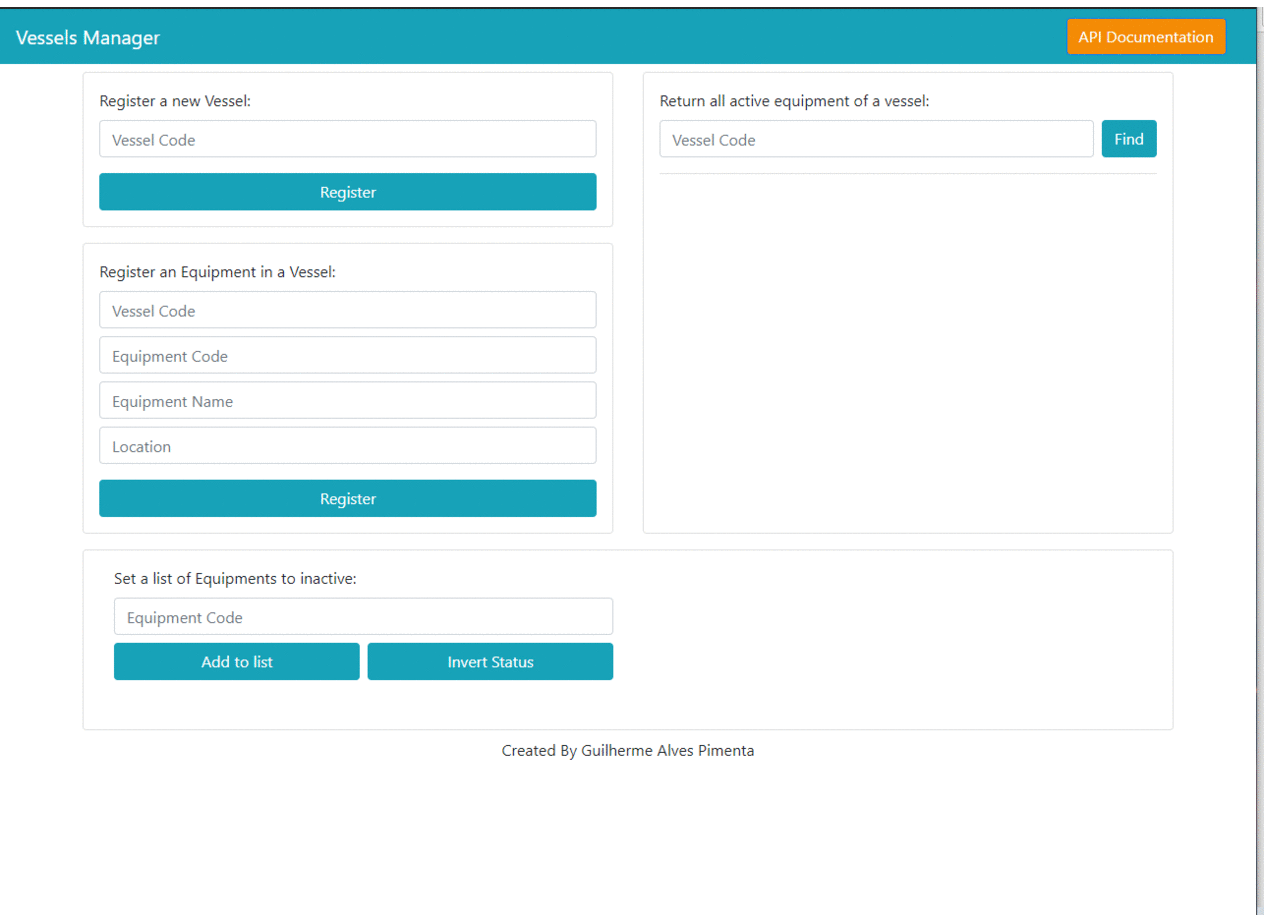 Vessels Manager
API Documentation
Register a new Vessel:
Vessel Code
Register
Register an Equipment in a Vessel:
Vessel Code
Equipment Code
Equipment Name
Location
Register
Return all active equipment of a vessel:
Vessel Code
Find
Set a list of Equipments to inactive:
Equipment Code
Add to list
Invert Status
Created By Guilherme Alves Pimenta